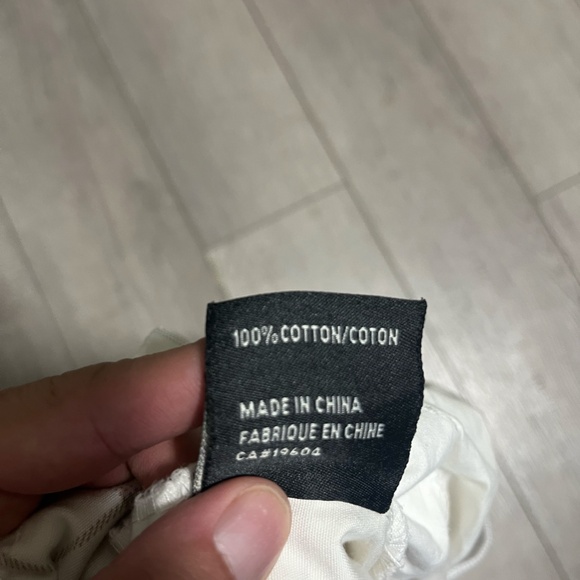 100% COTTON/COTON
MADE IN CHINA
FABRIQUE EN CHINE
CA#19604